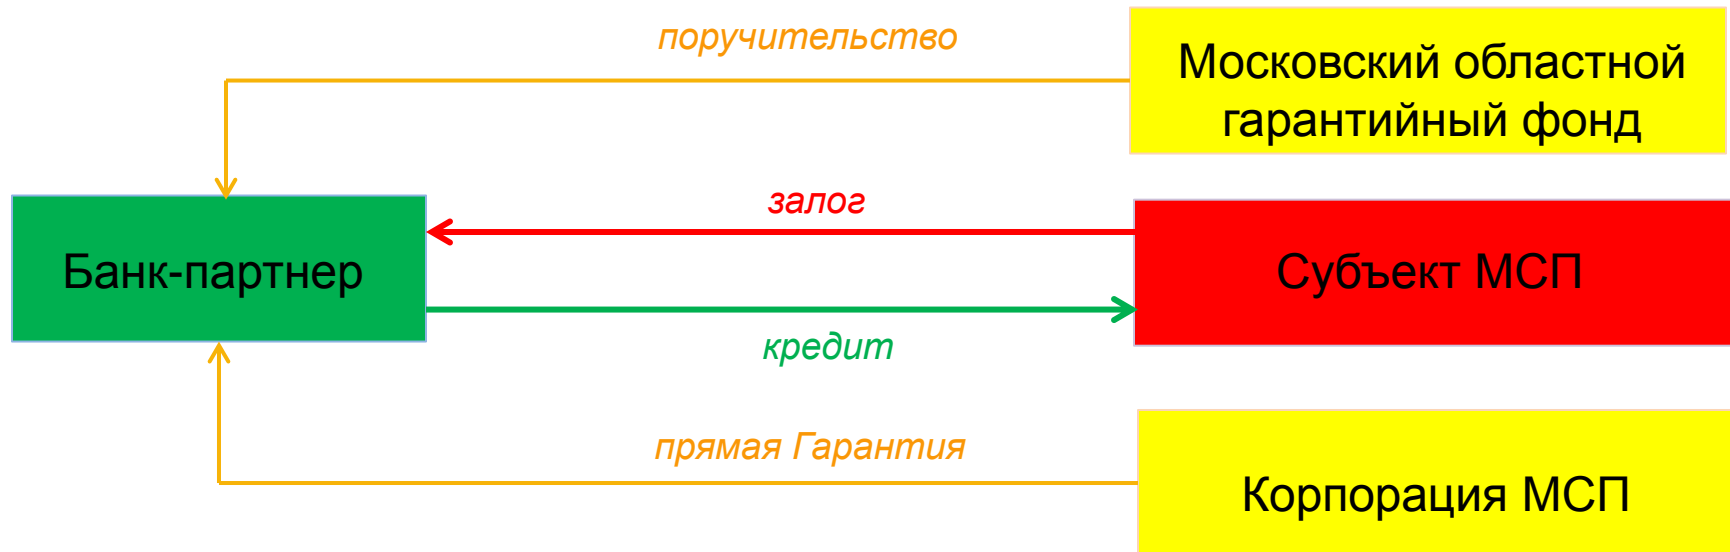 поручительство
Московский областной
гарантийный фонд
залог
Банк-партнер
Субъект МСП
кредит
прямая Гарантия
Корпорация МСП